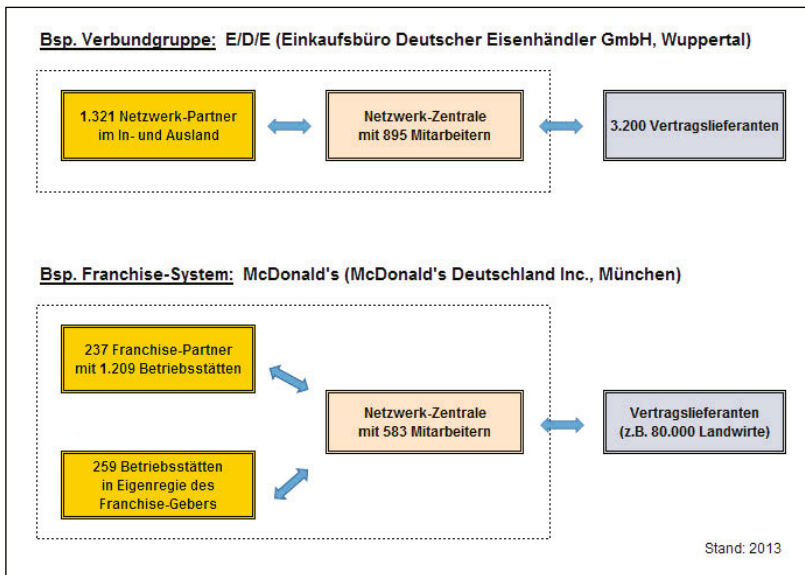 Bsp. Verbundgruppe: E/D/E (Einkaufsbüro Deutscher Eisenhändler GmbH, Wuppertal)
1.321 Netzwerk-Partner
im In- und Ausland
Netzwerk-Zentrale
mit 895 Mitarbeitern
3.200 Vertragslieferanten
Bsp. Franchise-System: McDonald's (McDonald's Deutschland Inc., München)
237 Franchise-Partner
mit 1.209 Betriebsstätten
Netzwerk-Zentrale
mit 583 Mitarbeitern
Vertragslieferanten
(z.B. 80.000 Landwirte)
259 Betriebsstätten
in Eigenregie des
Franchise-Gebers
Stand: 2013